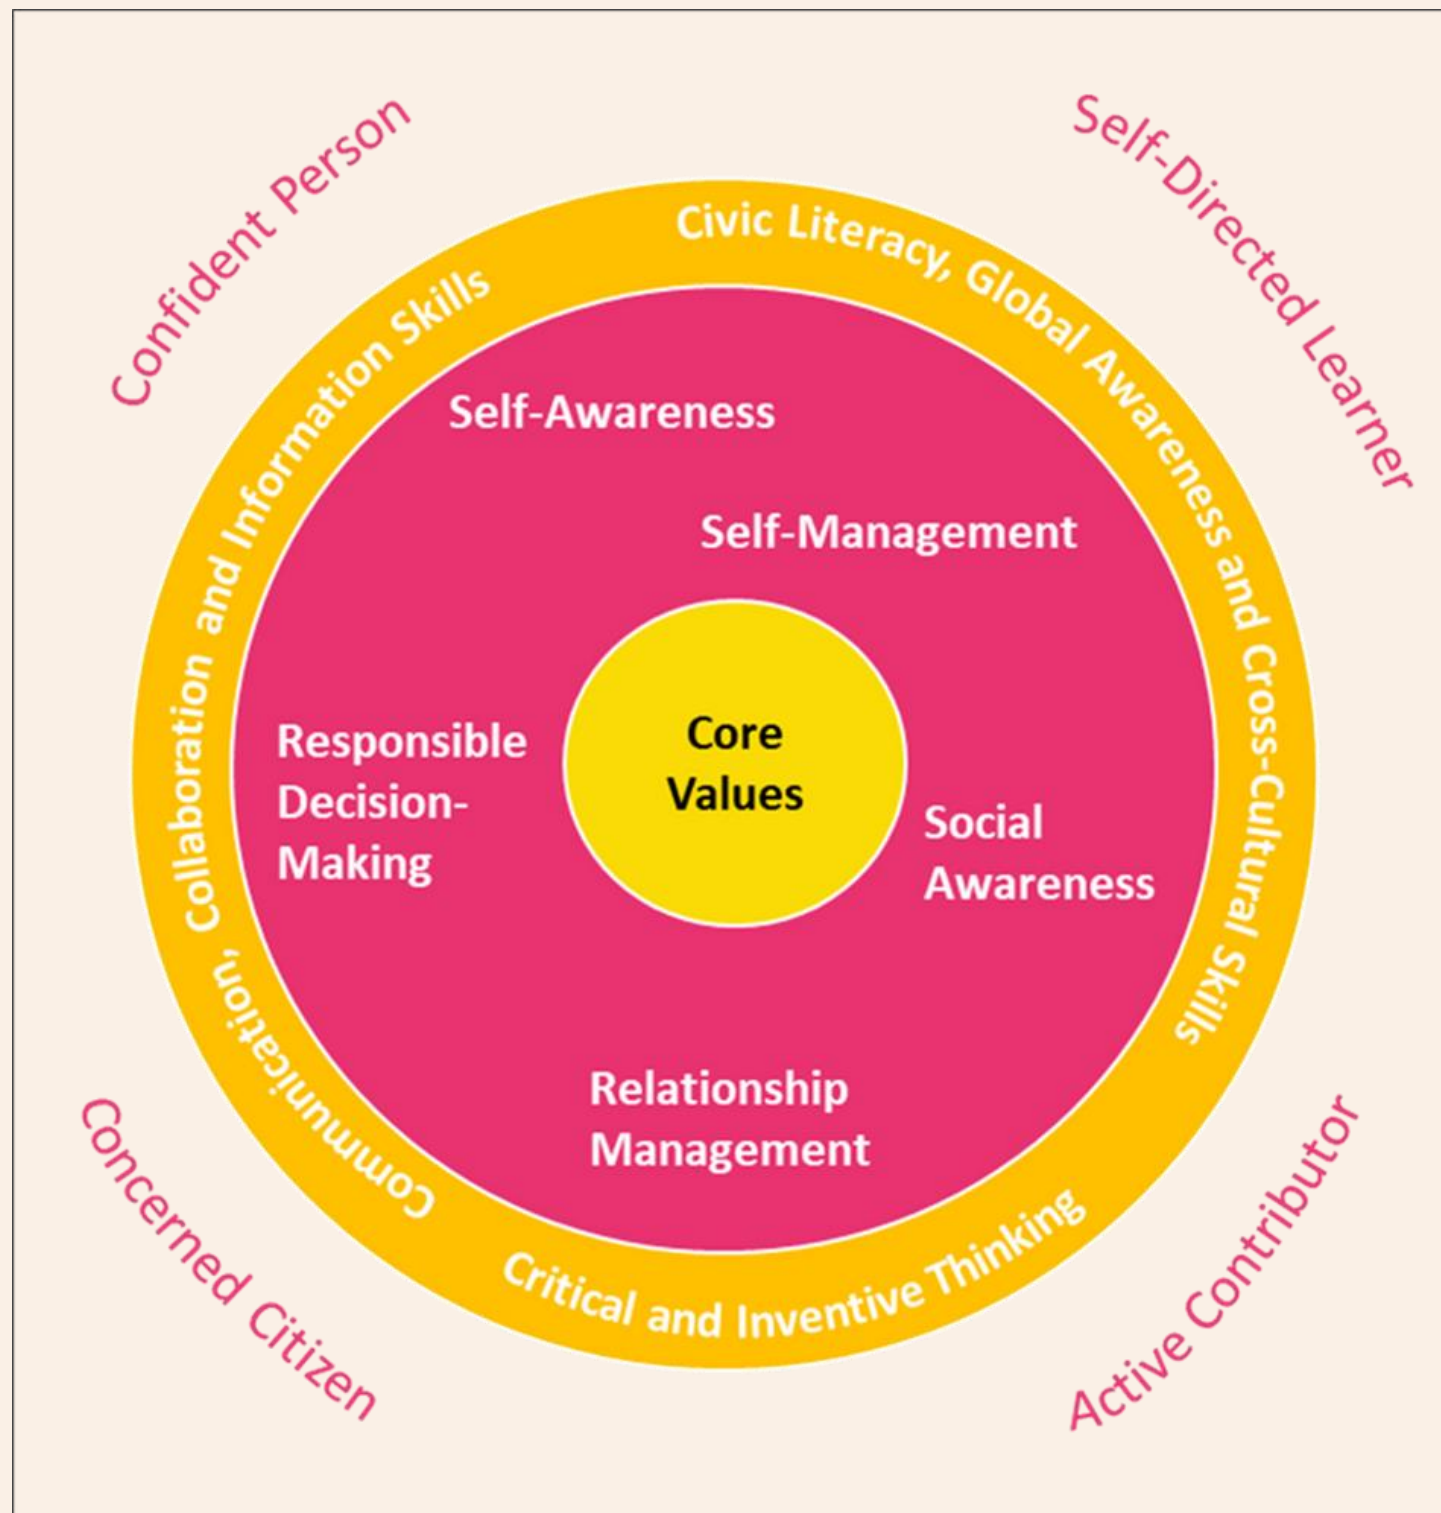 Confident Person
Self-Directed Learner
Civic Literacy, Global Awareness and Cross-Cultural Skills
Communication, Collaboration and Information Skills
Self-Awareness
Self-Management
Core
Values
Responsible
Decision-
Making
Social
Awareness
Relationship
Management
Critical and Inventive Thinking
Concerned Citizen
Active Contributor